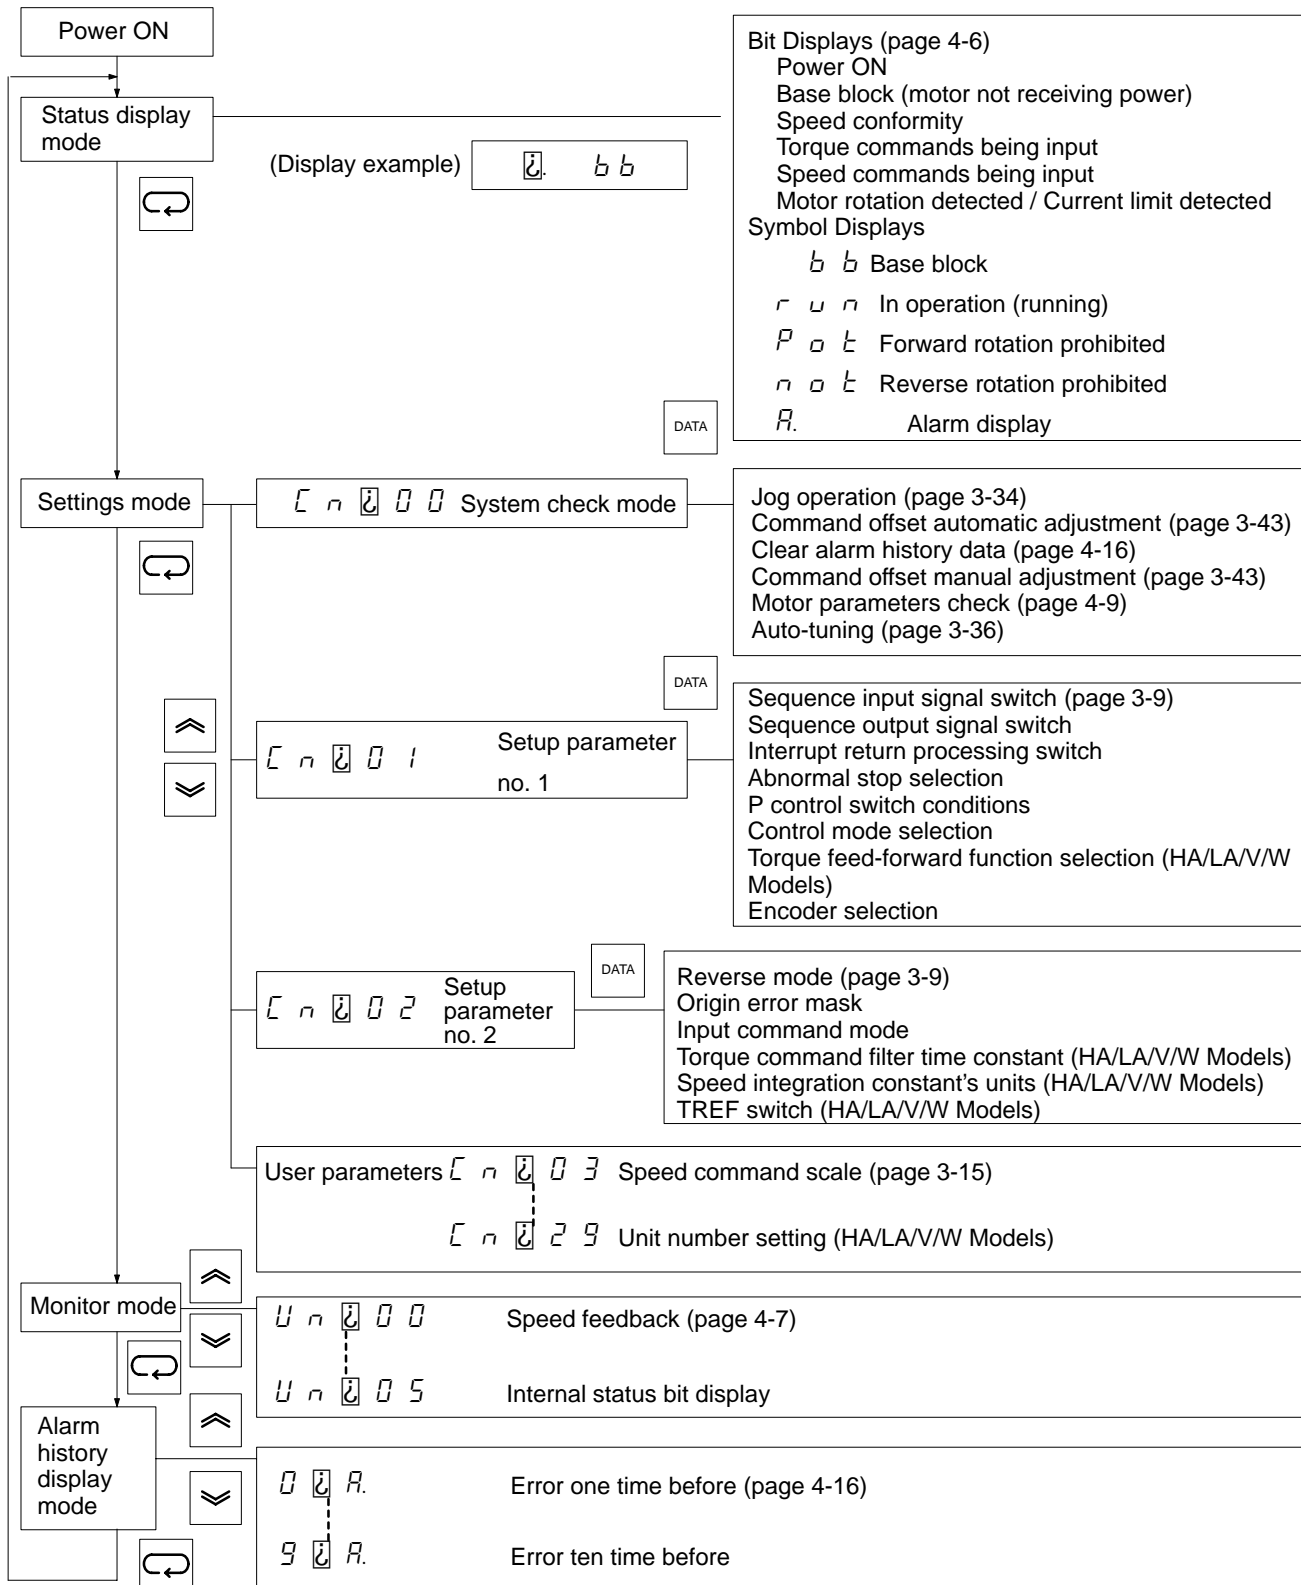 Power ON
Status display
mode
(Display example) ¿. b b
Bit Displays (page 4-6)
Power ON
Base block (motor not receiving power)
Speed conformity
Torque commands being input
Speed commands being input
Motor rotation detected / Current limit detected
Symbol Displays
b b Base block
r u n In operation (running)
P o t Forward rotation prohibited
n o t Reverse rotation prohibited
A. Alarm display
DATA
Settings mode
C n ¿ 0 0 System check mode
Jog operation (page 3-34)
Command offset automatic adjustment (page 3-43)
Clear alarm history data (page 4-16)
Command offset manual adjustment (page 3-43)
Motor parameters check (page 4-9)
Auto-tuning (page 3-36)
DATA
C n ¿ 0 1 Setup parameter
no. 1
Sequence input signal switch (page 3-9)
Sequence output signal switch
Interrupt return processing switch
Abnormal stop selection
P control switch conditions
Control mode selection
Torque feed-forward function selection (HA/LA/V/W
Models)
Encoder selection
DATA
C n ¿ 0 2 Setup
parameter
no. 2
Reverse mode (page 3-9)
Origin error mask
Input command mode
Torque command filter time constant (HA/LA/V/W Models)
Speed integration constant's units (HA/LA/V/W Models)
TREF switch (HA/LA/V/W Models)
User parameters C n ¿ 0 3 Speed command scale (page 3-15)
C n ¿ 2 9 Unit number setting (HA/LA/V/W Models)
Monitor mode
U n ¿ 0 0 Speed feedback (page 4-7)
U n ¿ 0 5 Internal status bit display
Alarm
history
display
mode
0 ¿ A. Error one time before (page 4-16)
9 ¿ A. Error ten time before